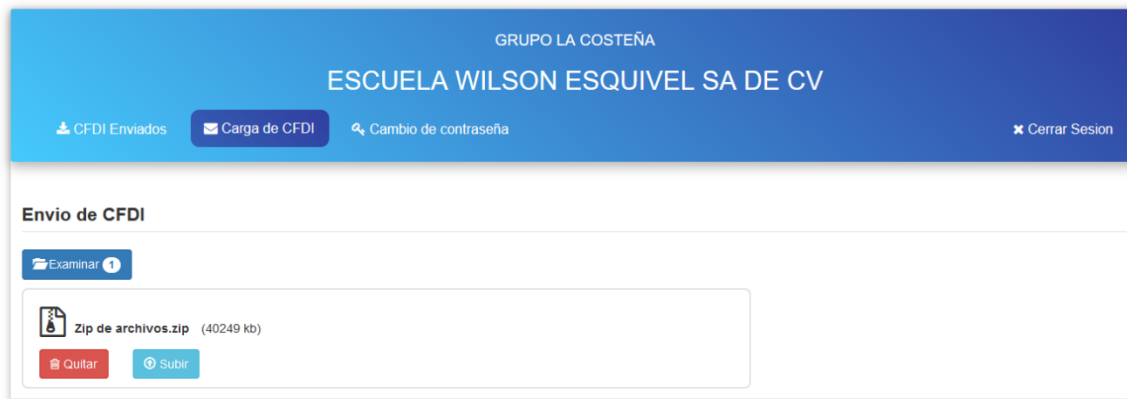 GRUPO LA COSTEÑA
ESCUELA WILSON ESQUIVEL SA DE CV
CFDI Enviados Carga de CFDI Cambio de contraseña Cerrar Sesion
Envio de CFDI
Examinar 1
Zip de archivos.zip (40249 kb)
Quitar Subir